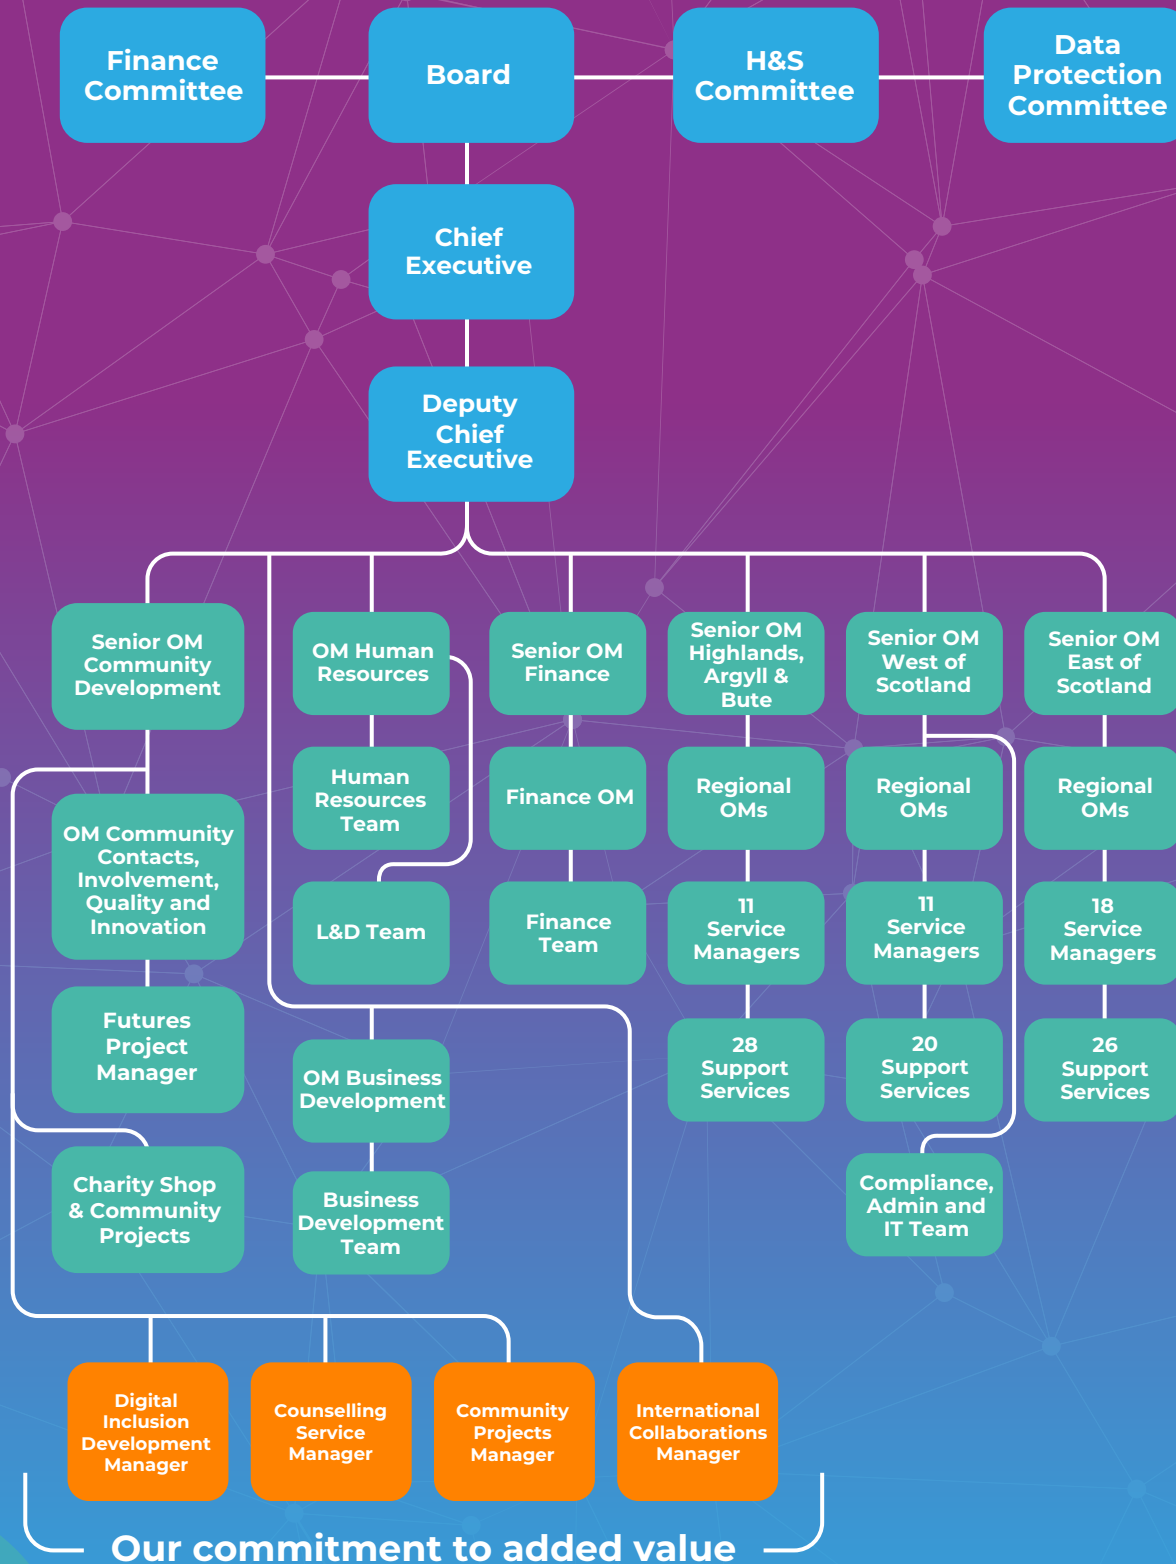 Finance
Committee
Board
H&S
Committee
Data
Protection
Committee
Chief
Executive
Deputy
Chief
Executive
Senior OM
Community
Development
OM Human
Resources
Senior OM
Finance
Senior OM
Highlands,
Argyll &
Bute
Senior OM
West of
Scotland
Senior OM
East of
Scotland
Human
Resources
Team
Finance OM
Regional
OMs
Regional
OMs
Regional
OMs
OM Community
Contacts,
Involvement,
Quality and
Innovation
L&D Team
Finance
Team
11
Service
Managers
11
Service
Managers
18
Service
Managers
Futures
Project
Manager
OM Business
Development
28
Support
Services
20
Support
Services
26
Support
Services
Charity Shop
& Community
Projects
Business
Development
Team
Compliance,
Admin and
IT Team
Digital
Inclusion
Development
Manager
Counselling
Service
Manager
Community
Projects
Manager
International
Collaborations
Manager
Our commitment to added value